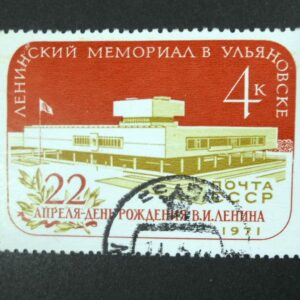 ЛЕНИНСКИЙ МЕМОРИАЛ В УЛЬЯНОВСКЕ
4К
22
АПРЕЛЯ-ДЕНЬ РОЖДЕНИЯ В.И.ЛЕНИНА
ПОЧТА
СССР
1971